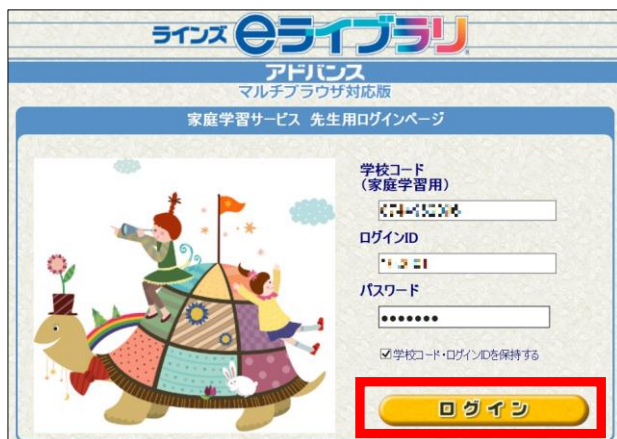 ラインズ eライブラリ
アドバンス
マルチブラウザ対応版
家庭学習サービス 先生用ログインページ
学校コード
(家庭学習用)
ログインID
パスワード
•••••••
学校コード・ログインIDを保持する
ログイン